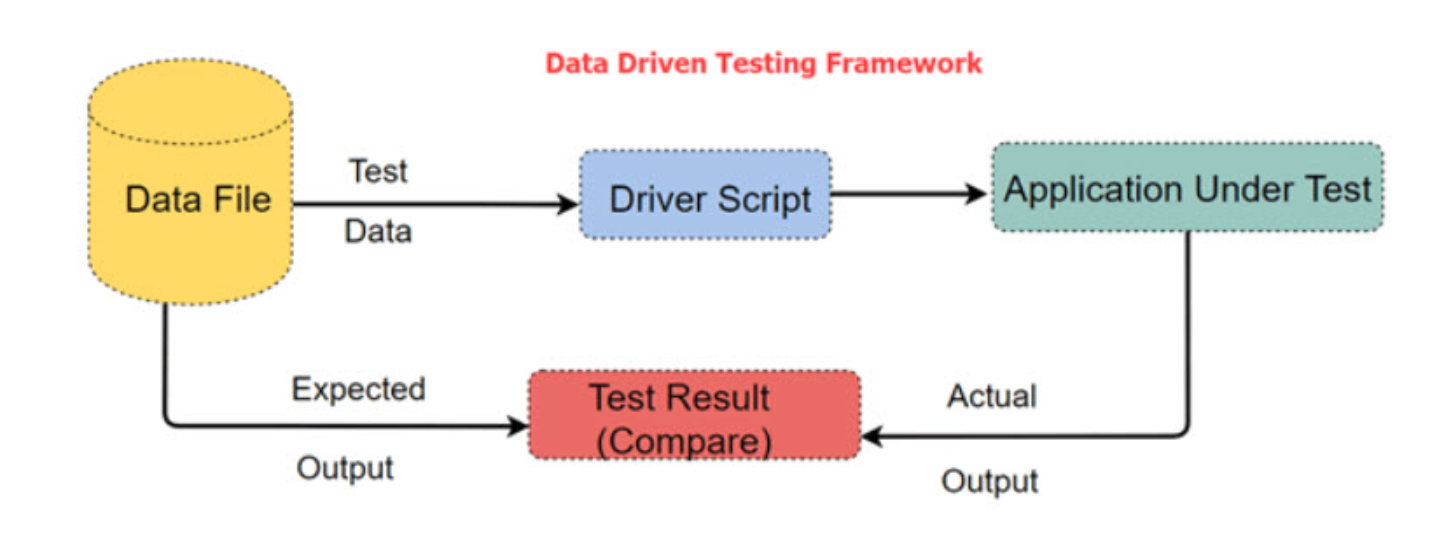 Data Driven Testing Framework
Test
Data File
Data
Driver Script
Application Under Test
Expected
Output
Test Result
(Compare)
Actual
Output